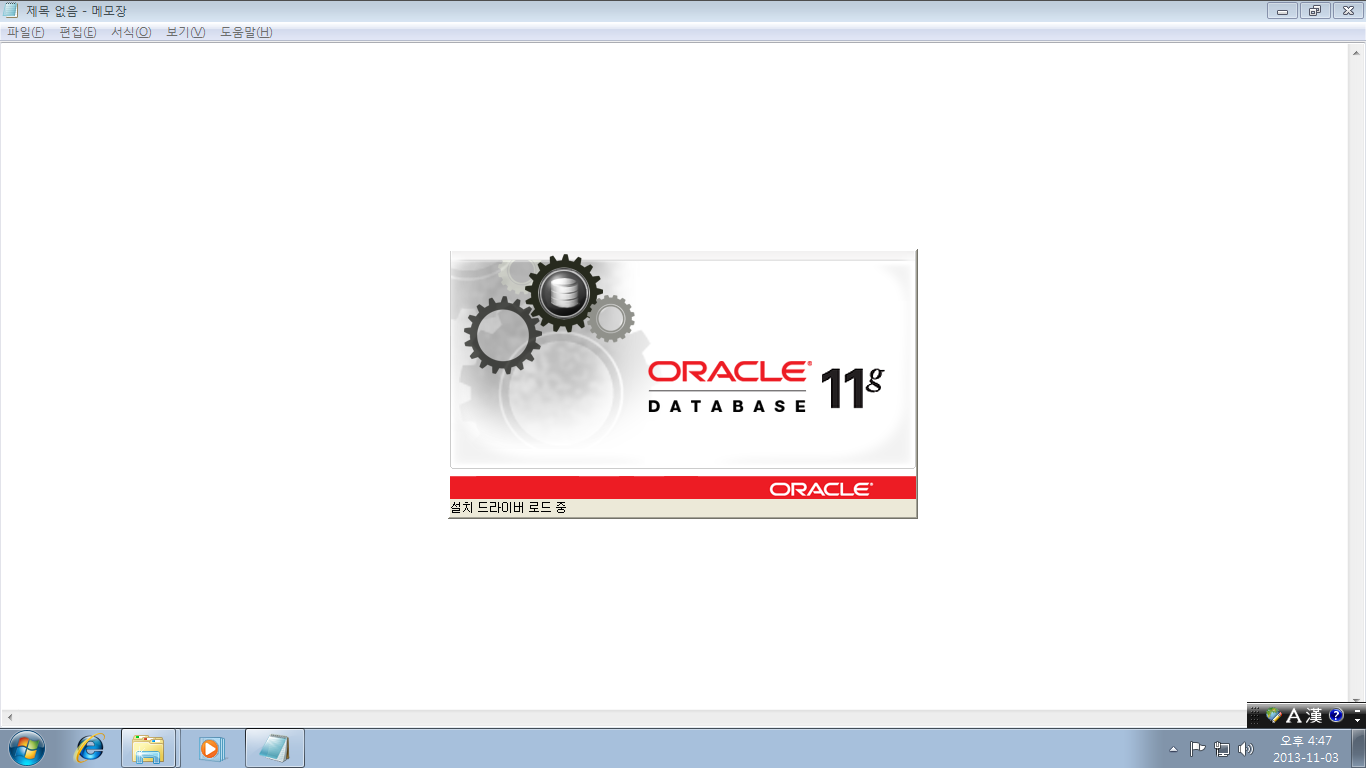 제목 없음 - 메모장
파일(F) 편집(E) 서식(O) 보기(V) 도움말(H)
ORACLE®
DATABASE 11g
ORACLE®
설치 드라이버 로드 중
A 漢 ?
오후 4:47
2013-11-03